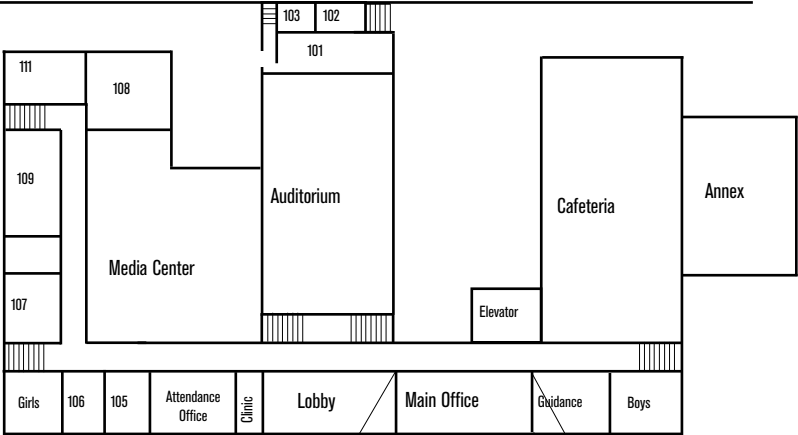 103
102
101
111
108
109
Auditorium
Cafeteria
Annex
Media Center
107
Elevator
Girls
106
105
Attendance
Office
Clinic
Lobby
Main Office
Guidance
Boys